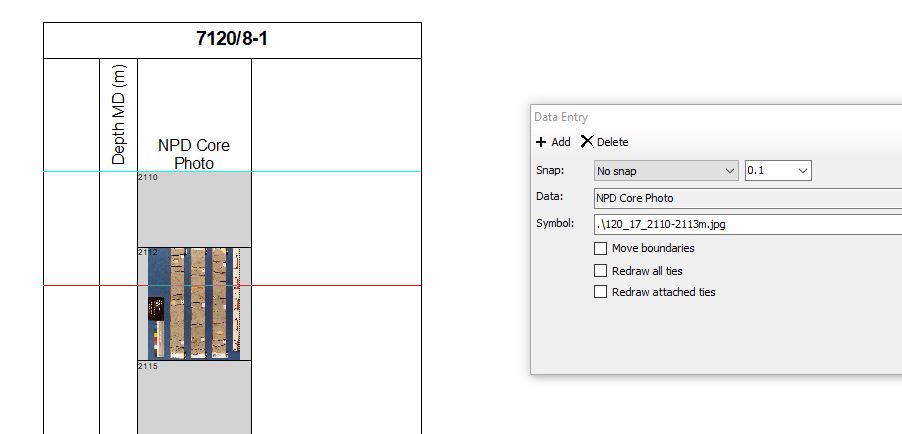 7120/8-1
Depth MD (m)
NPD Core
Photo
2110
2112
2115
Data Entry
Add
Delete
Snap:
No snap
0.1
Data:
NPD Core Photo
Symbol:
.\120_17_2110-2113m.jpg
Move boundaries
Redraw all ties
Redraw attached ties